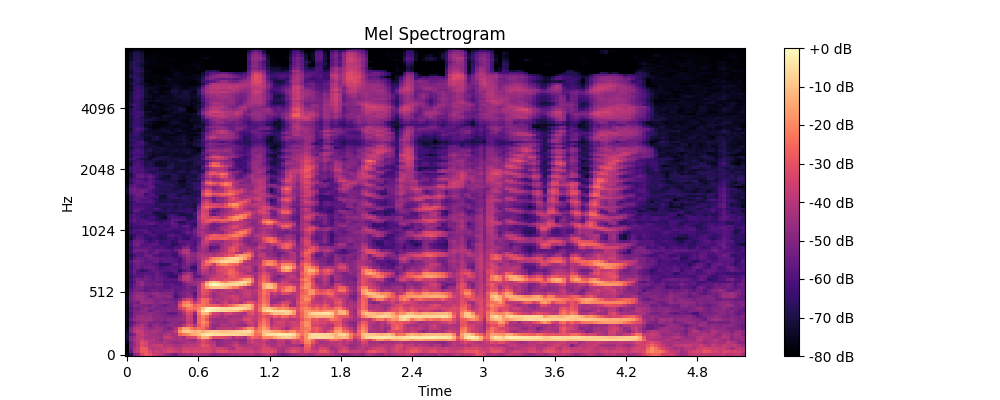 Mel Spectrogram
Hz
4096
2048
1024
512
0
0 0.6 1.2 1.8 2.4 3 3.6 4.2 4.8
Time
+0 dB
-10 dB
-20 dB
-30 dB
-40 dB
-50 dB
-60 dB
-70 dB
-80 dB